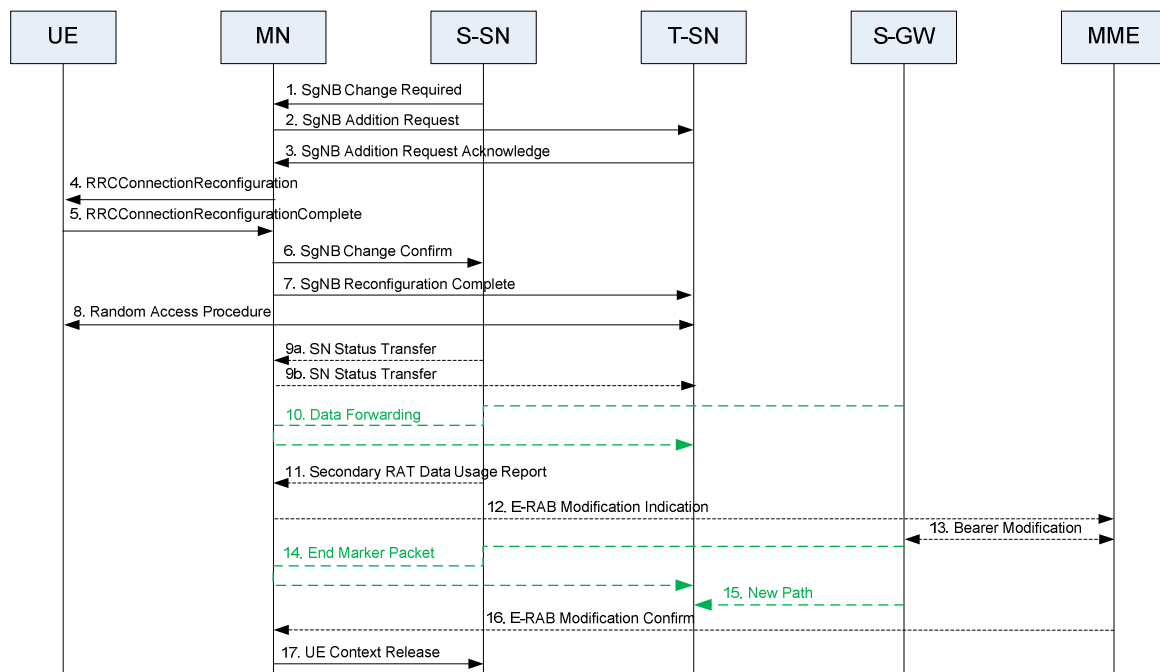 UE MN S-SN T-SN S-GW MME
1. SgNB Change Required
2. SgNB Addition Request
3. SgNB Addition Request Acknowledge
4. RRCConnectionReconfiguration
5. RRCConnectionReconfigurationComplete
6. SgNB Change Confirm
7. SgNB Reconfiguration Complete
8. Random Access Procedure
9a. SN Status Transfer
9b. SN Status Transfer
10. Data Forwarding
11. Secondary RAT Data Usage Report
12. E-RAB Modification Indication
13. Bearer Modification
14. End Marker Packet
15. New Path
16. E-RAB Modification Confirm
17. UE Context Release